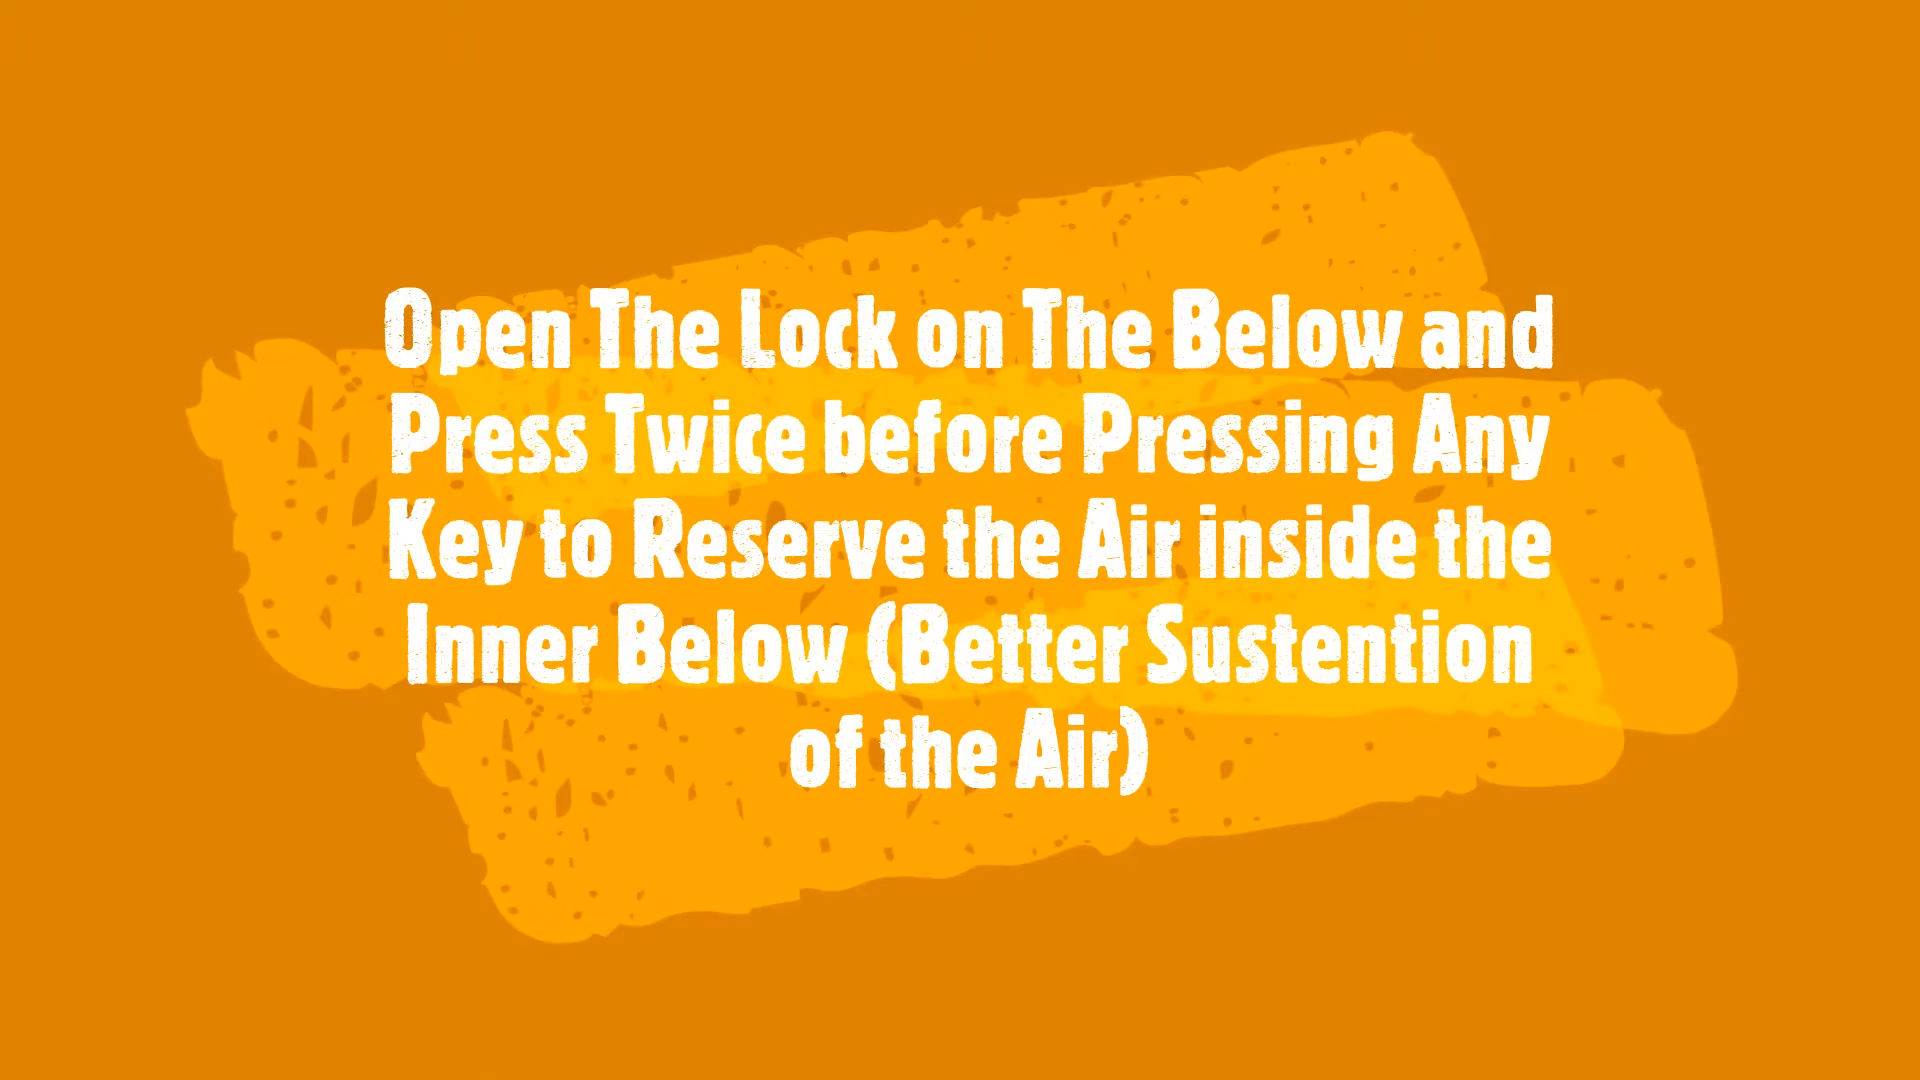 Open The Lock on The Below and
Press Twice before Pressing Any
Key to Reserve the Air inside the
Inner Below (Better Sustention
of the Air)